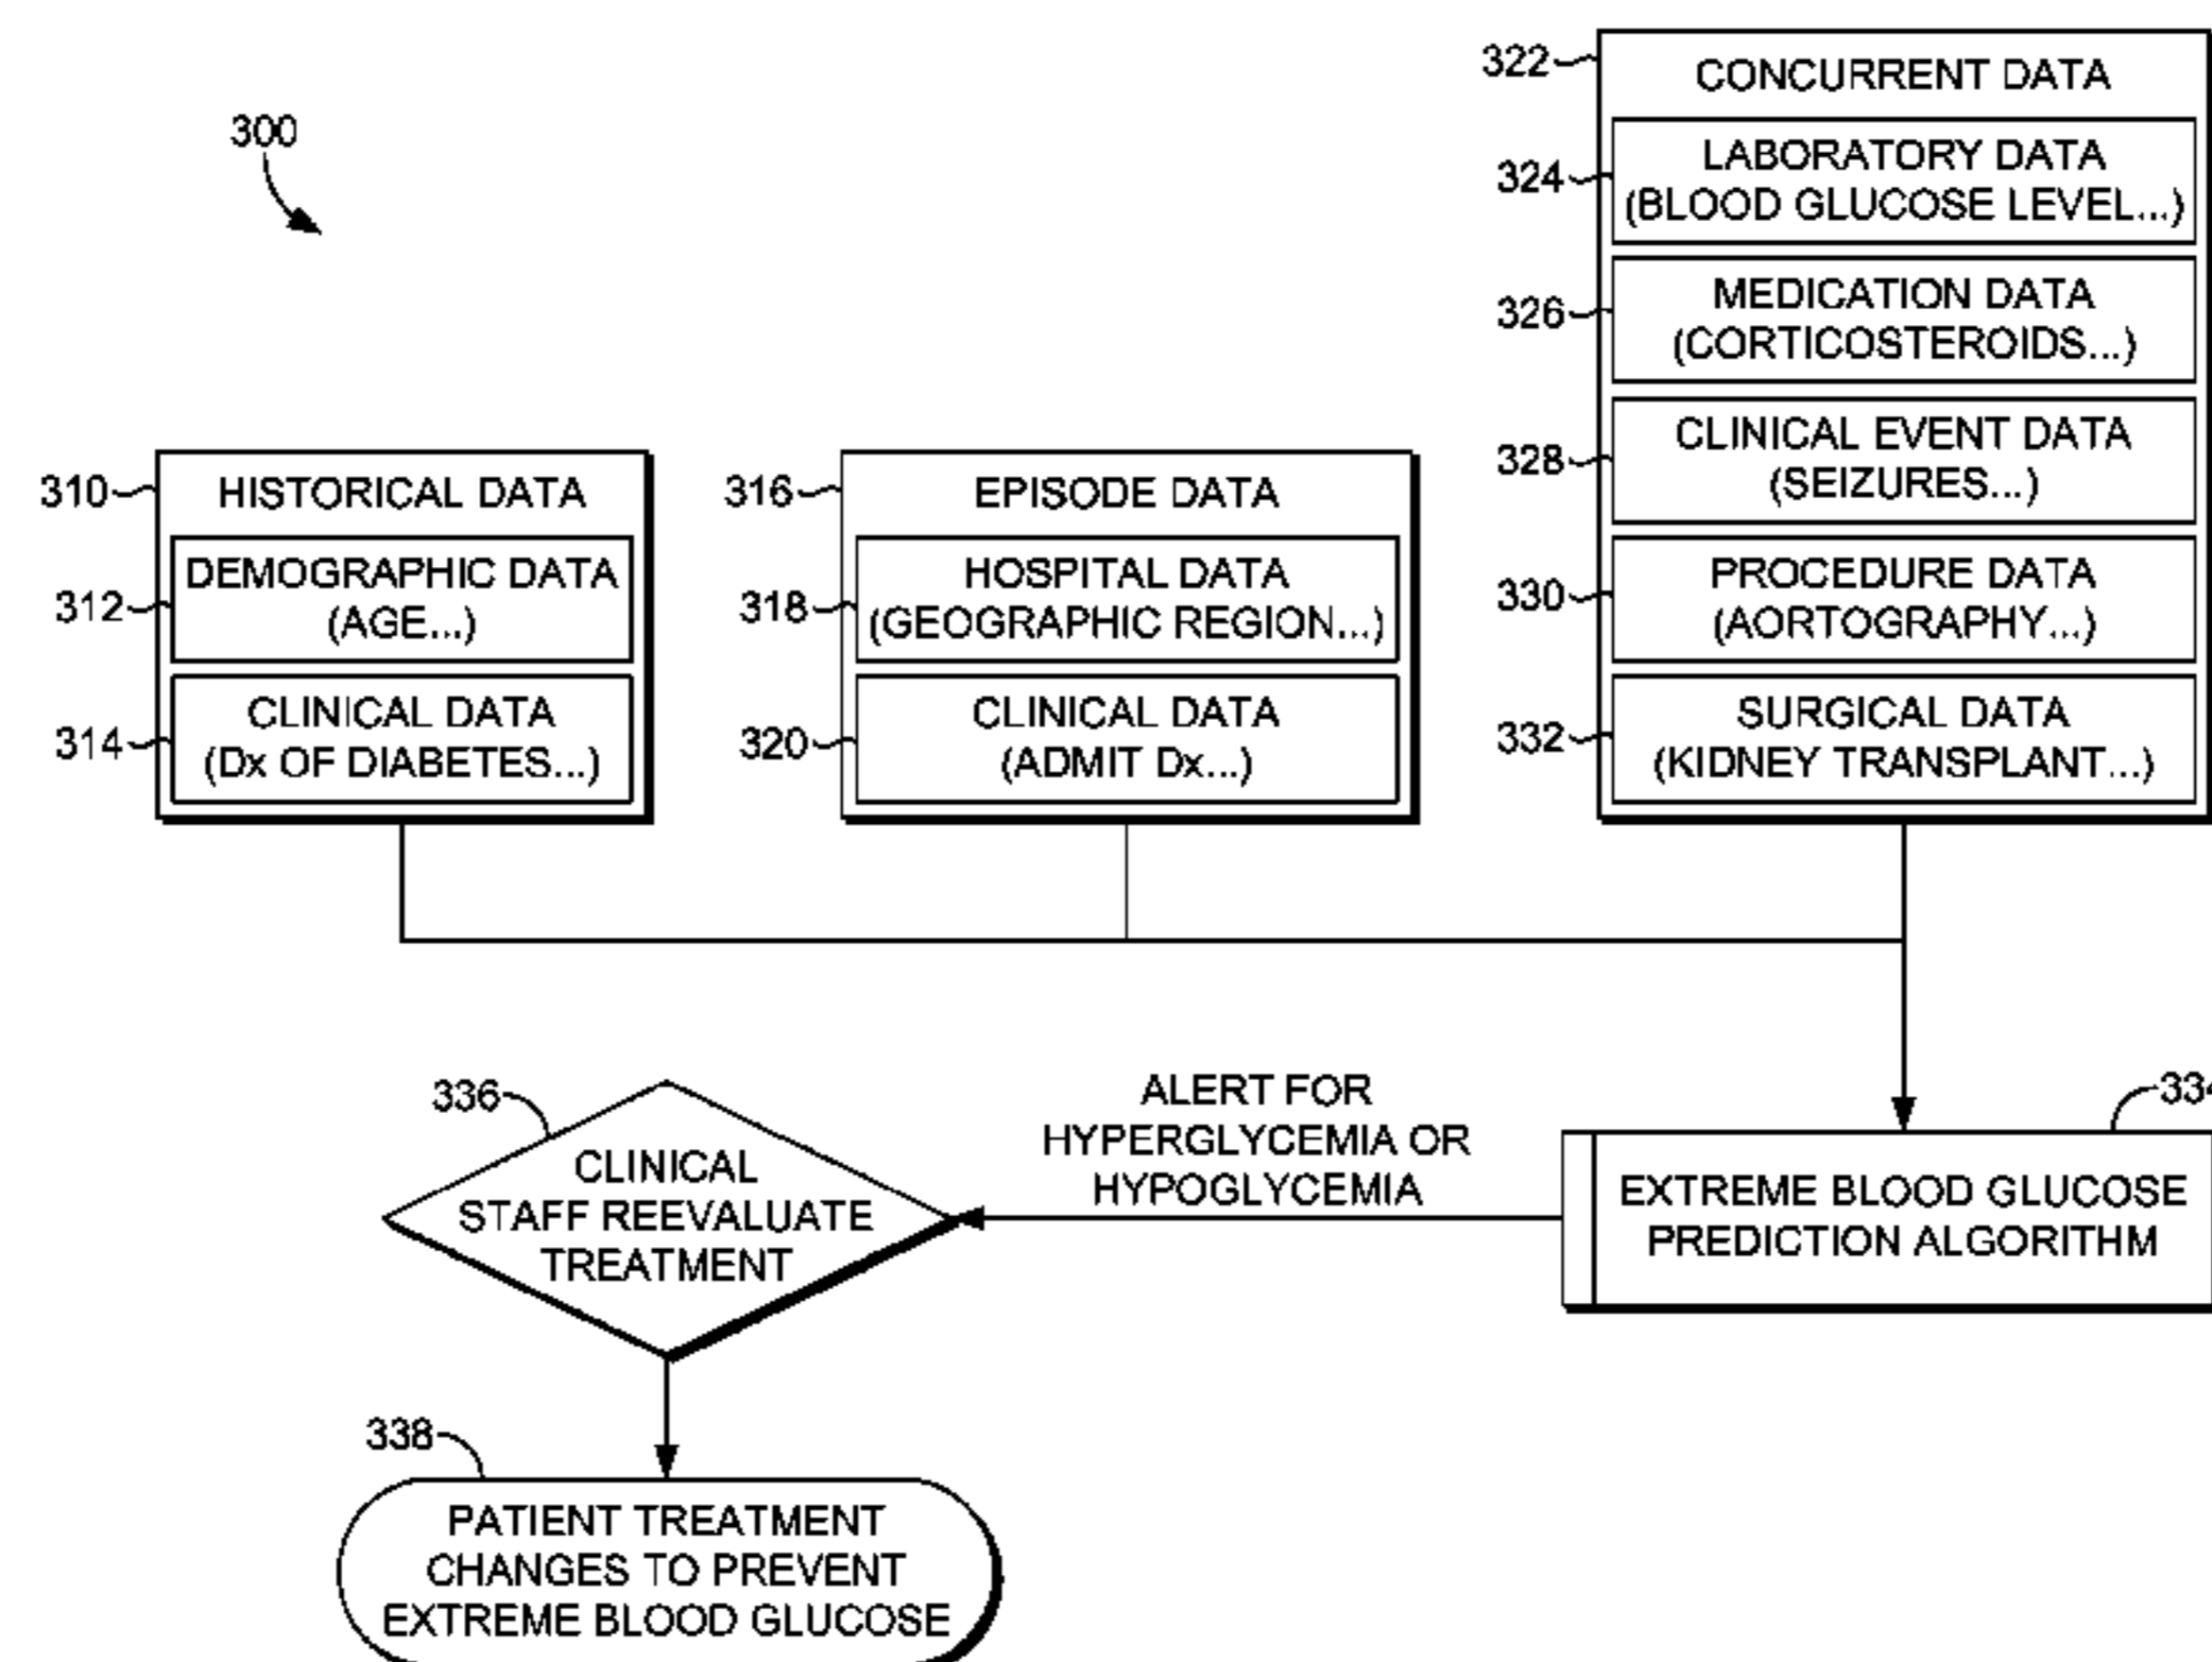 300
310
HISTORICAL DATA
312
DEMOGRAPHIC DATA
(AGE...)
314
CLINICAL DATA
(Dx OF DIABETES...)
316
EPISODE DATA
318
HOSPITAL DATA
(GEOGRAPHIC REGION...)
320
CLINICAL DATA
(ADMIT Dx...)
322
CONCURRENT DATA
324
LABORATORY DATA
(BLOOD GLUCOSE LEVEL...)
326
MEDICATION DATA
(CORTICOSTEROIDS...)
328
CLINICAL EVENT DATA
(SEIZURES...)
330
PROCEDURE DATA
(AORTOGRAPHY...)
332
SURGICAL DATA
(KIDNEY TRANSPLANT...)
334
EXTREME BLOOD GLUCOSE
PREDICTION ALGORITHM
ALERT FOR
HYPERGLYCEMIA OR
HYPOGLYCEMIA
336
CLINICAL
STAFF REEVALUATE
TREATMENT
338
PATIENT TREATMENT
CHANGES TO PREVENT
EXTREME BLOOD GLUCOSE